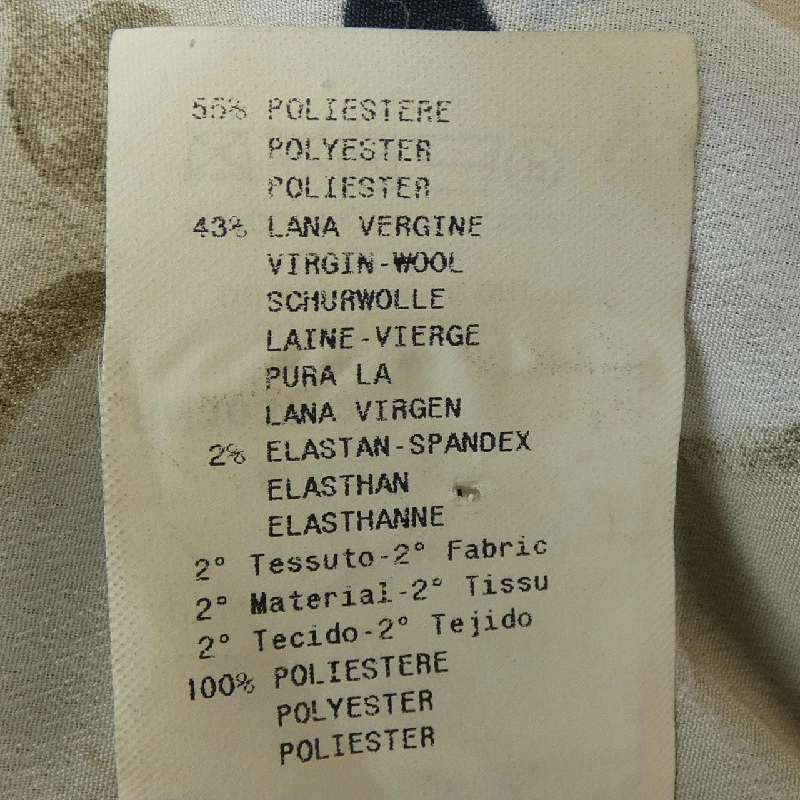 55% POLIESTERE
POLYESTER
POLIESTER
43% LANA VERGINE
VIRGIN-WOOL
SCHURWOLLE
LAINE-VIERGE
PURA LA
LANA VIRGEN
2% ELASTAN-SPANDEX
ELASTHAN
ELASTHANNE
2° Tessuto-2° Fabric
2° Material-2° Tissu
2° Tecido-2° Tejido
100% POLIESTERE
POLYESTER
POLIESTER